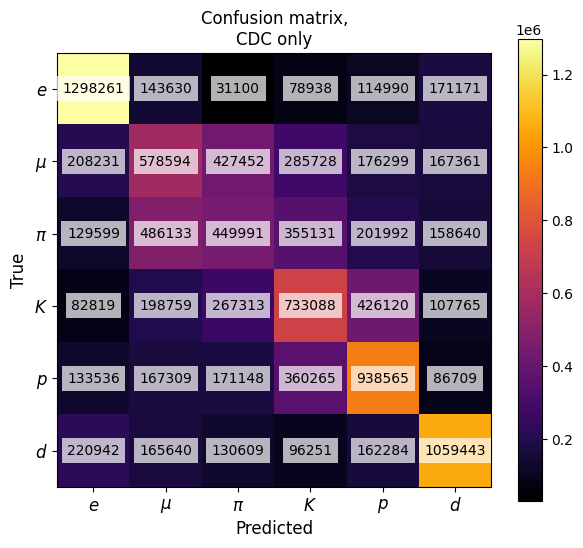 Confusion matrix,
CDC only
1e6
e 1298261 143630 31100 78938 114990 171171
μ 208231 578594 427452 285728 176299 167361
π 129599 486133 449991 355131 201992 158640
K 82819 198759 267313 733088 426120 107765
p 133536 167309 171148 360265 938565 86709
d 220942 165640 130609 96251 162284 1059443
e μ π K p d
Predicted
True
1.2
1.0
0.8
0.6
0.4
0.2